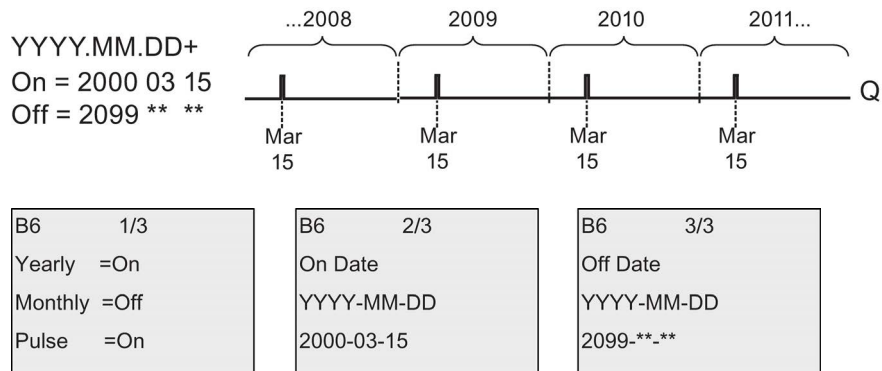 ...2008 2009 2010 2011...
YYYY.MM.DD+
On = 2000 03 15
Off = 2099 ** **
Q
Mar Mar Mar Mar
15 15 15 15
B6 1/3
Yearly =On
Monthly =Off
Pulse =On
B6 2/3
On Date
YYYY-MM-DD
2000-03-15
B6 3/3
Off Date
YYYY-MM-DD
2099-**-**